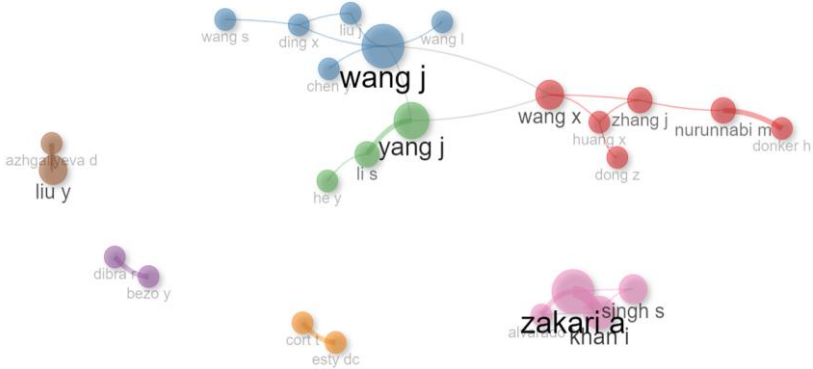 wang s
ding x
liu j
wang l
chen y
wang j
yang j
li s
he y
wang x
huang x
zhang j
dong z
nurunnabi m
donker h
azhgaliyeva d
liu y
dibra r
bezo y
cort t
esty dc
singh s
zakari a
alvarado
khan i